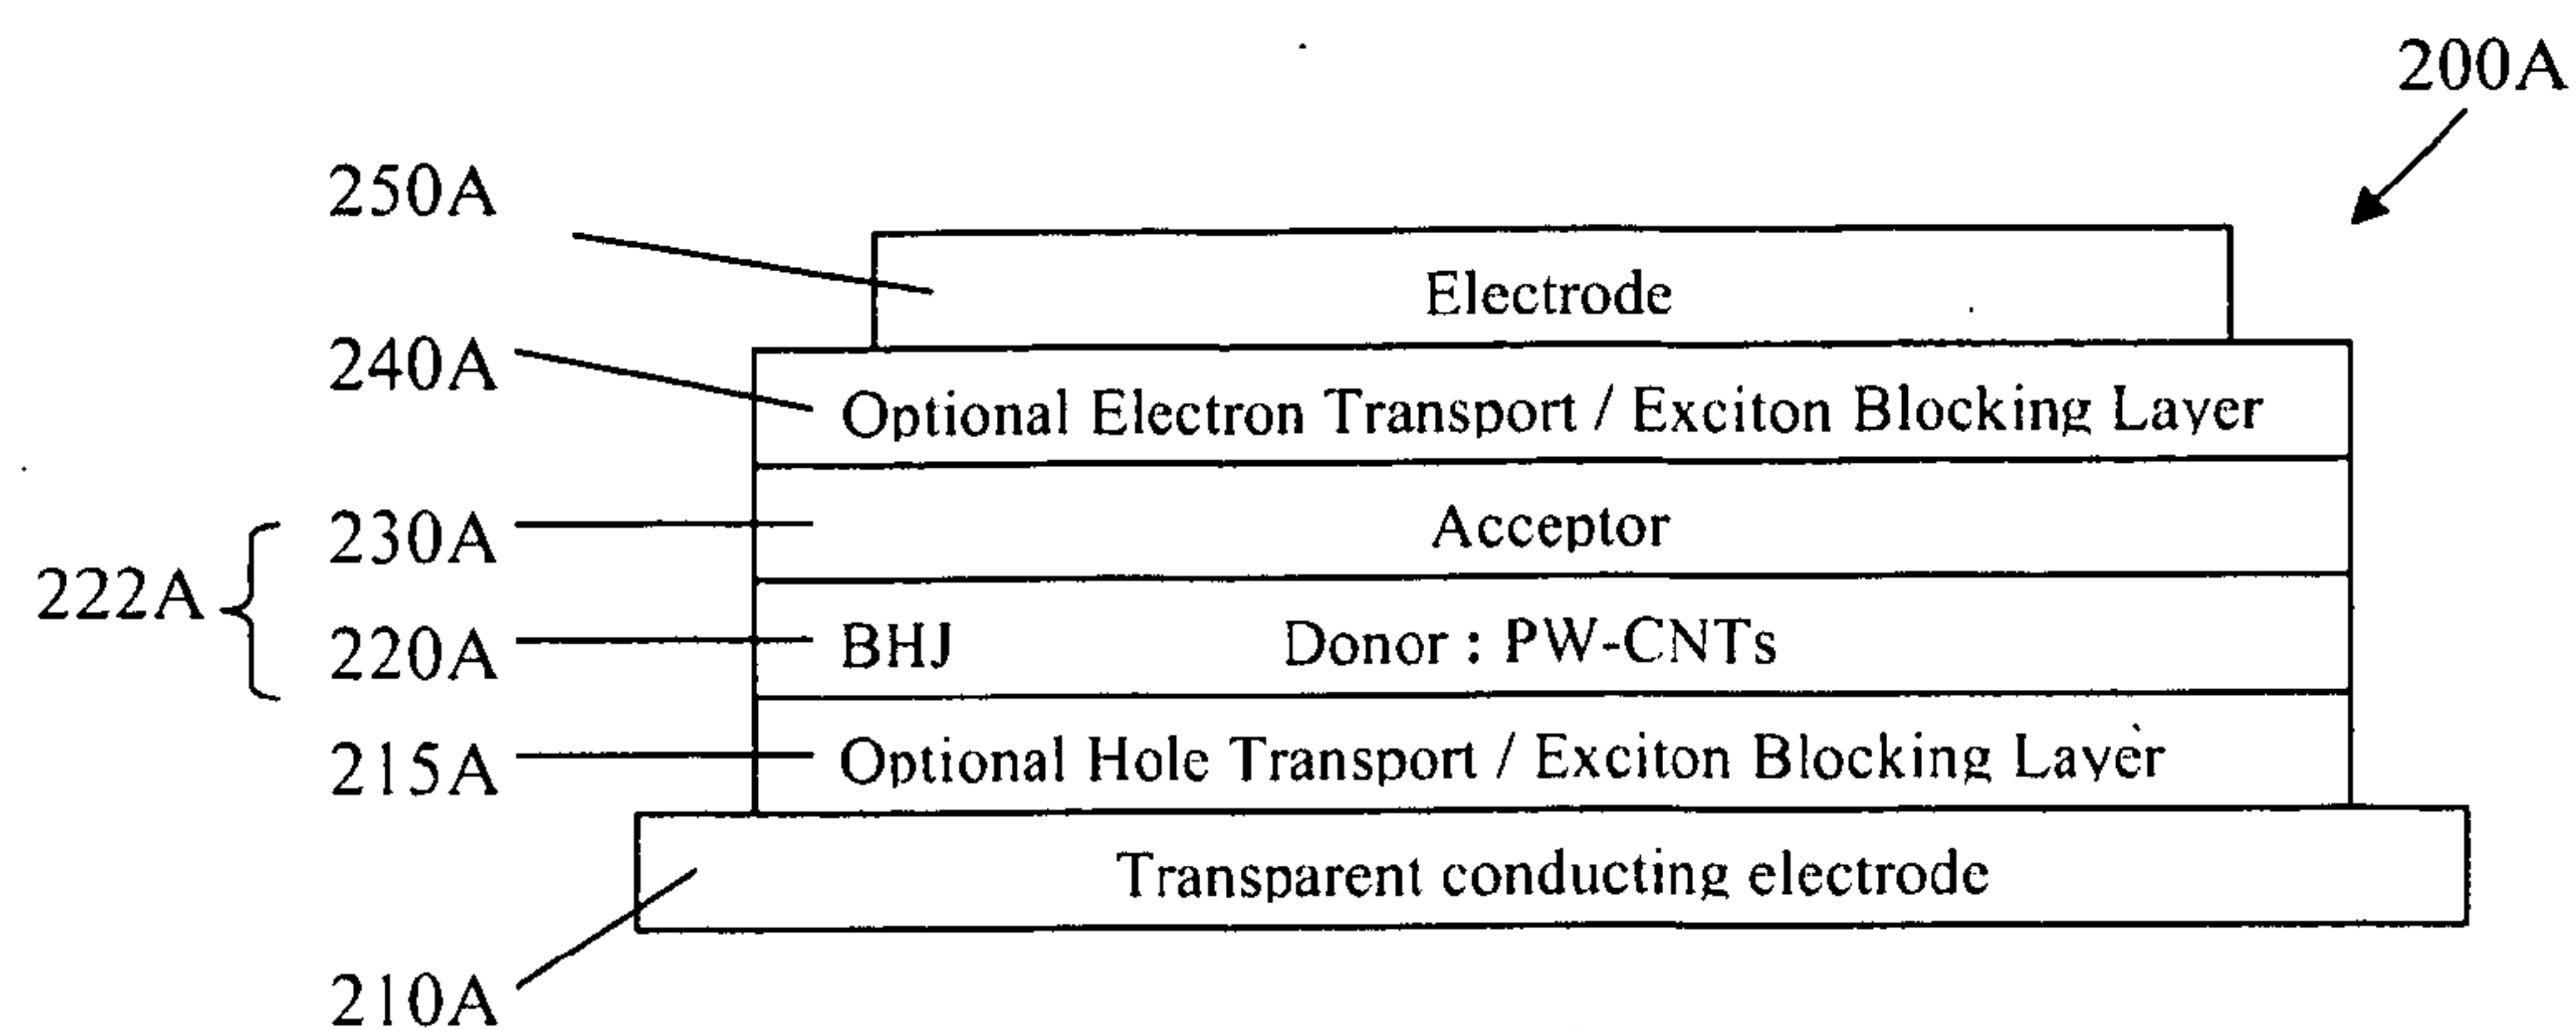 200A
250A
Electrode
240A
Optional Electron Transport / Exciton Blocking Layer
230A
Acceptor
222A
220A
BHJ Donor : PW-CNTs
215A
Optional Hole Transport / Exciton Blocking Layer
Transparent conducting electrode
210A